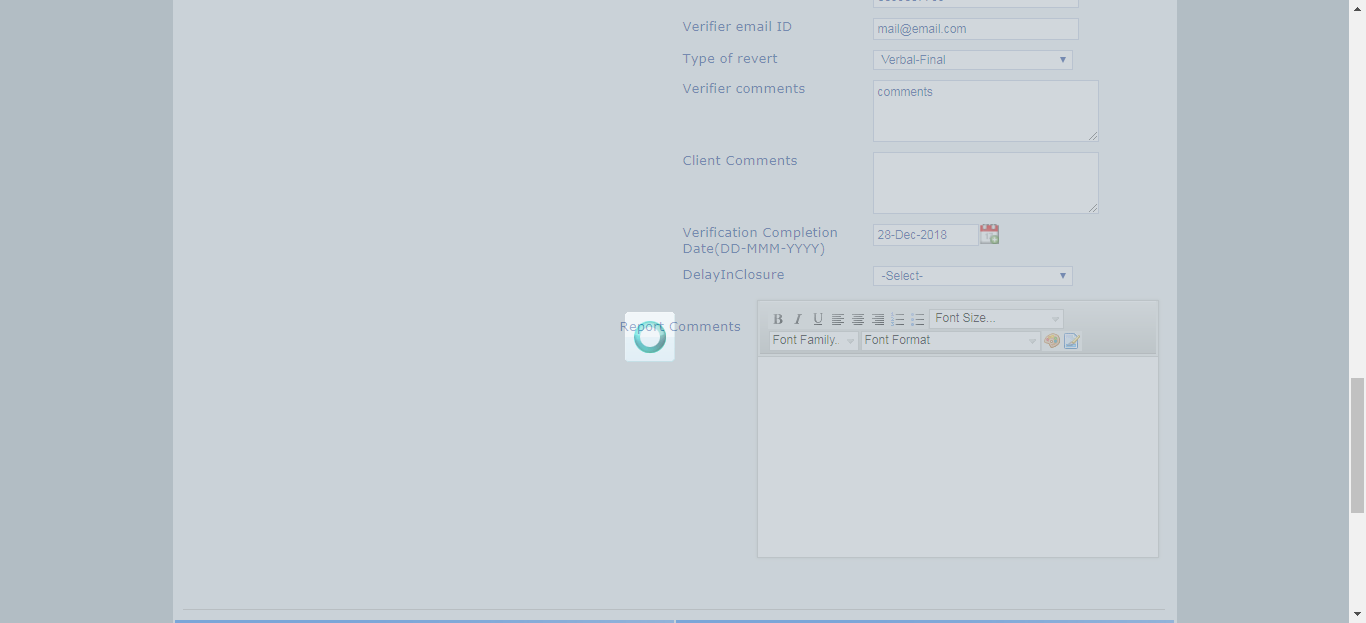 Verifier email ID
mail@email.com
Type of revert
Verbal-Final
Verifier comments
comments
Client Comments
Verification Completion
Date(DD-MMM-YYYY)
28-Dec-2018
DelayInClosure
-Select-
Report Comments
B I U
Font Size...
Font Family..
Font Format